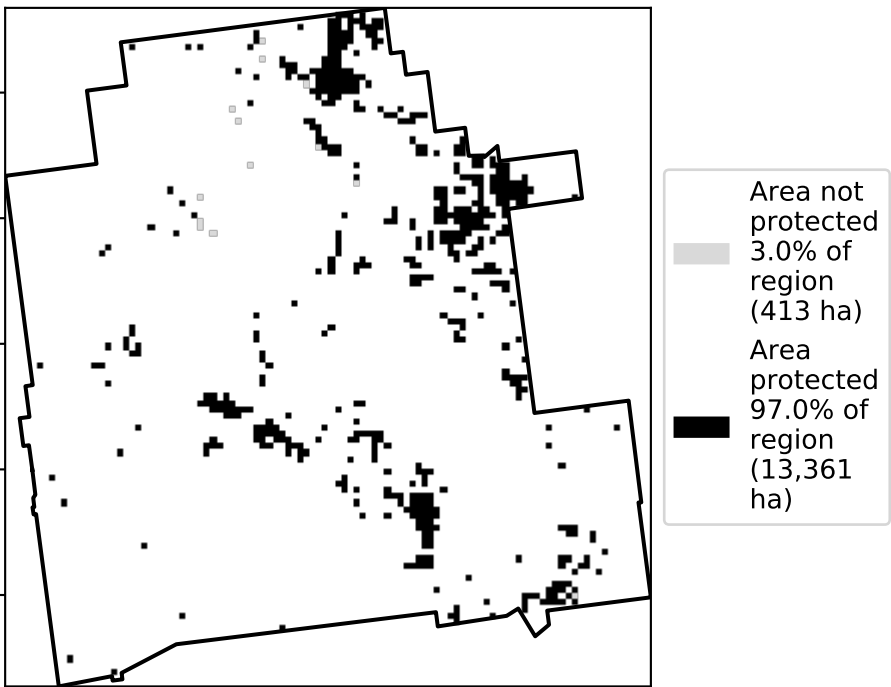 Area not
protected
3.0% of
region
(413 ha)
Area
protected
97.0% of
region
(13,361
ha)